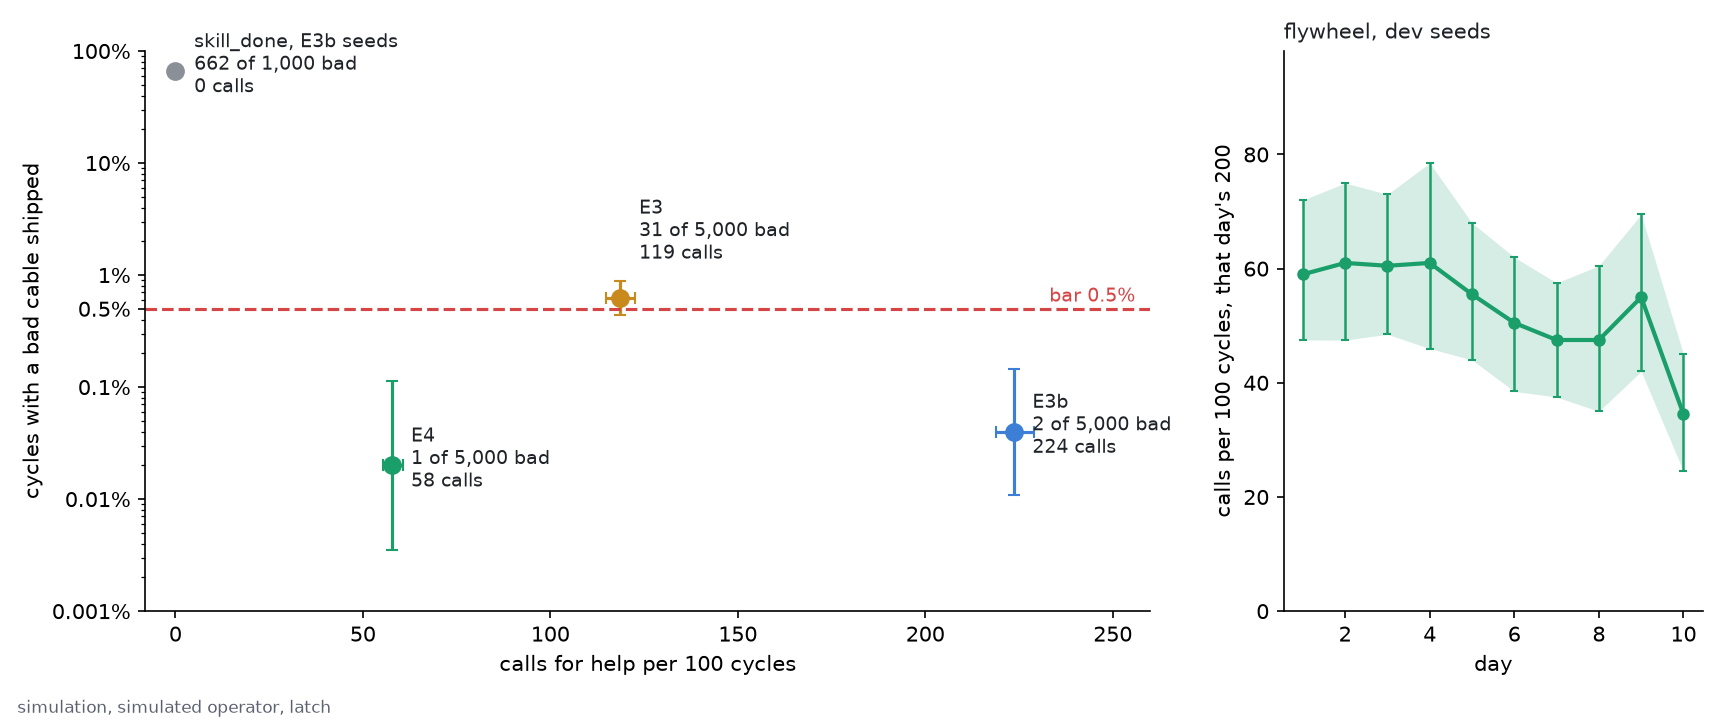 skill_done, E3b seeds
662 of 1,000 bad
0 calls
E3
31 of 5,000 bad
119 calls
bar 0.5%
E4
1 of 5,000 bad
58 calls
E3b
2 of 5,000 bad
224 calls
100%
10%
1%
0.5%
0.1%
0.01%
0.001%
cycles with a bad cable shipped
0 50 100 150 200 250
calls for help per 100 cycles
flywheel, dev seeds
80
60
40
20
0
calls per 100 cycles, that day's 200
2 4 6 8 10
day
simulation, simulated operator, latch